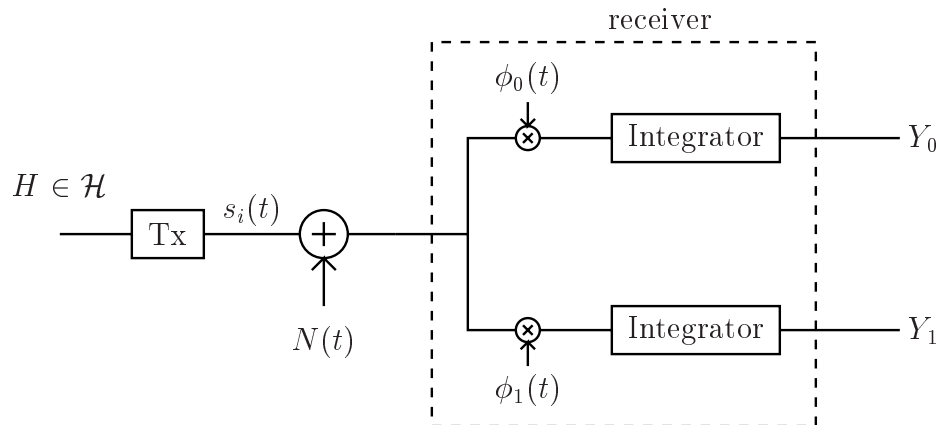 receiver
ϕ₀(t)
Integrator
Y₀
H ∈ ℋ
Tx
sᵢ(t)
+
N(t)
Integrator
Y₁
ϕ₁(t)